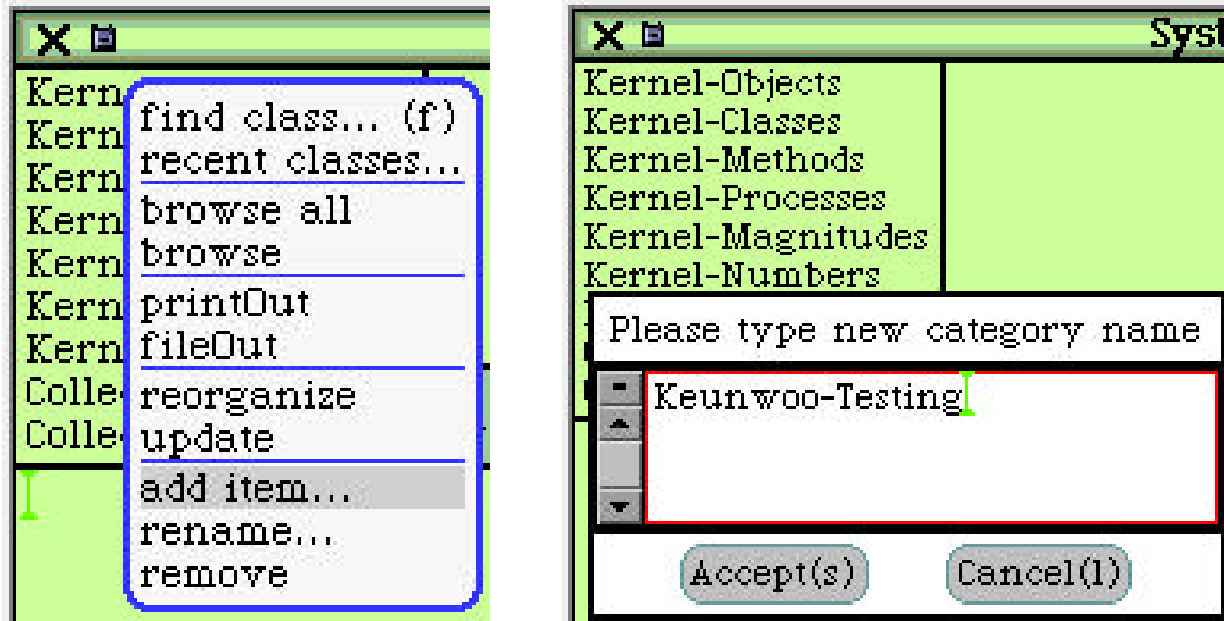 Kern
Kern
Kern
Kern
Kern
Kern
Kern
Colle
Colle
find class... (f)
recent classes...
browse all
browse
printOut
fileOut
reorganize
update
add item...
rename...
remove
Syst
Kernel-Objects
Kernel-Classes
Kernel-Methods
Kernel-Processes
Kernel-Magnitudes
Kernel-Numbers
Please type new category name
Keunwoo-Testing
Accept(s)
Cancel(l)